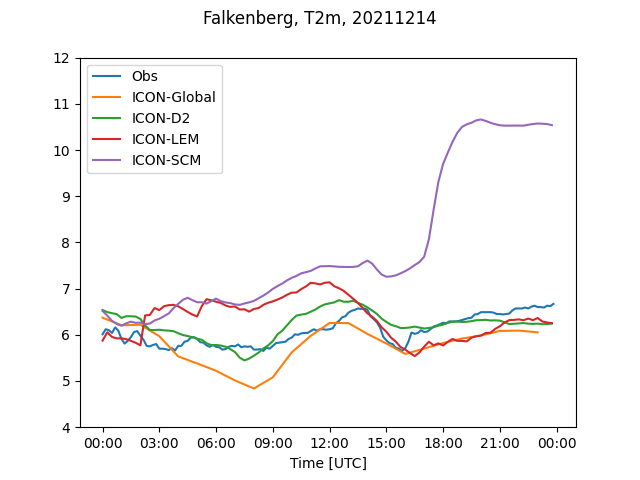 Falkenberg, T2m, 20211214
12
11
10
9
8
7
6
5
4
Obs
ICON-Global
ICON-D2
ICON-LEM
ICON-SCM
00:00 03:00 06:00 09:00 12:00 15:00 18:00 21:00 00:00
Time [UTC]